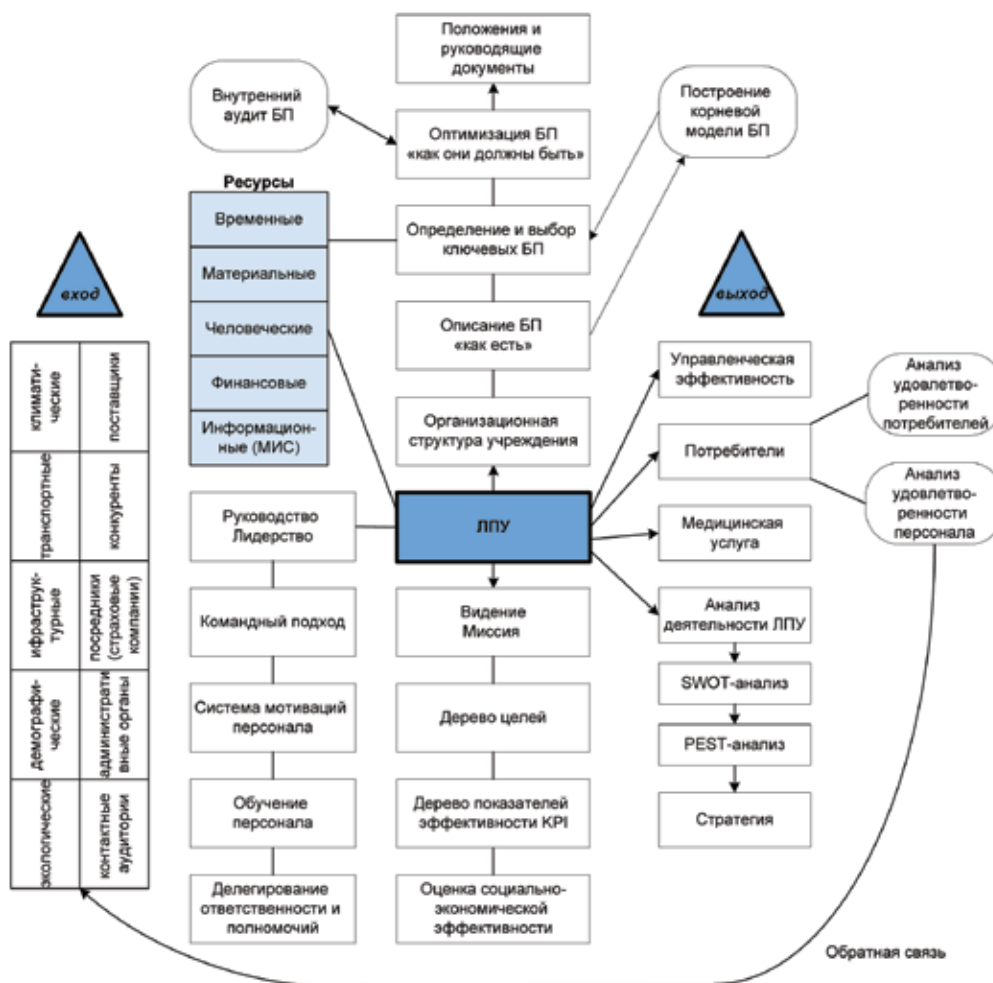 Положения и
руководящие
документы
Внутренний
аудит БП
Построение
корневой
модели БП
Оптимизация БП
«как они должны быть»
Ресурсы
Временные
Материальные
Человеческие
Финансовые
Информацион-
ные (МИС)
Определение и выбор
ключевых БП
Описание БП
«как есть»
Организационная
структура учреждения
вход
выход
климати-
ческие
поставщики
транспортные
конкуренты
ифраструк-
турные
посредники
(страховые
компании)
демографи-
ческие
администрати
вные органы
экологические
контактные
аудитории
Управленческая
эффективность
Потребители
Анализ
удовлетво-
ренности
потребителей
Анализ
удовлетво-
ренности
персонала
Медицинская
услуга
ЛПУ
Руководство
Лидерство
Командный подход
Система мотиваций
персонала
Обучение
персонала
Делегирование
ответственности и
полномочий
Видение
Миссия
Дерево целей
Дерево показателей
эффективности KPI
Оценка социально-
экономической
эффективности
Анализ
деятельности ЛПУ
SWOT-анализ
PEST-анализ
Стратегия
Обратная связь